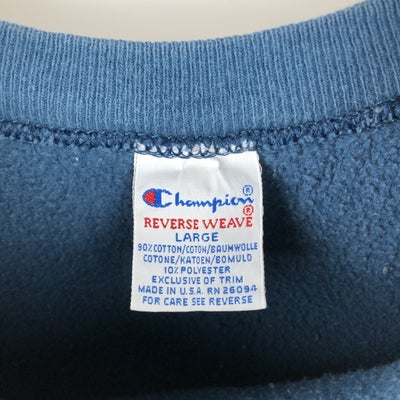 Champion®
REVERSE WEAVE®
LARGE
90% COTTON/COTON/BAUMWOLLE
COTONE/KATOEN/BOMULD
10% POLYESTER
EXCLUSIVE OF TRIM
MADE IN U.S.A. RN 26094
FOR CARE SEE REVERSE